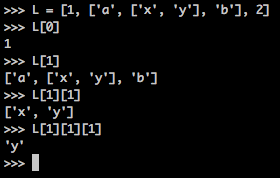 >>> L = [1, ['a', ['x', 'y'], 'b'], 2]
>>> L[0]
1
>>> L[1]
['a', ['x', 'y'], 'b']
>>> L[1][1]
['x', 'y']
>>> L[1][1][1]
'y'
>>>